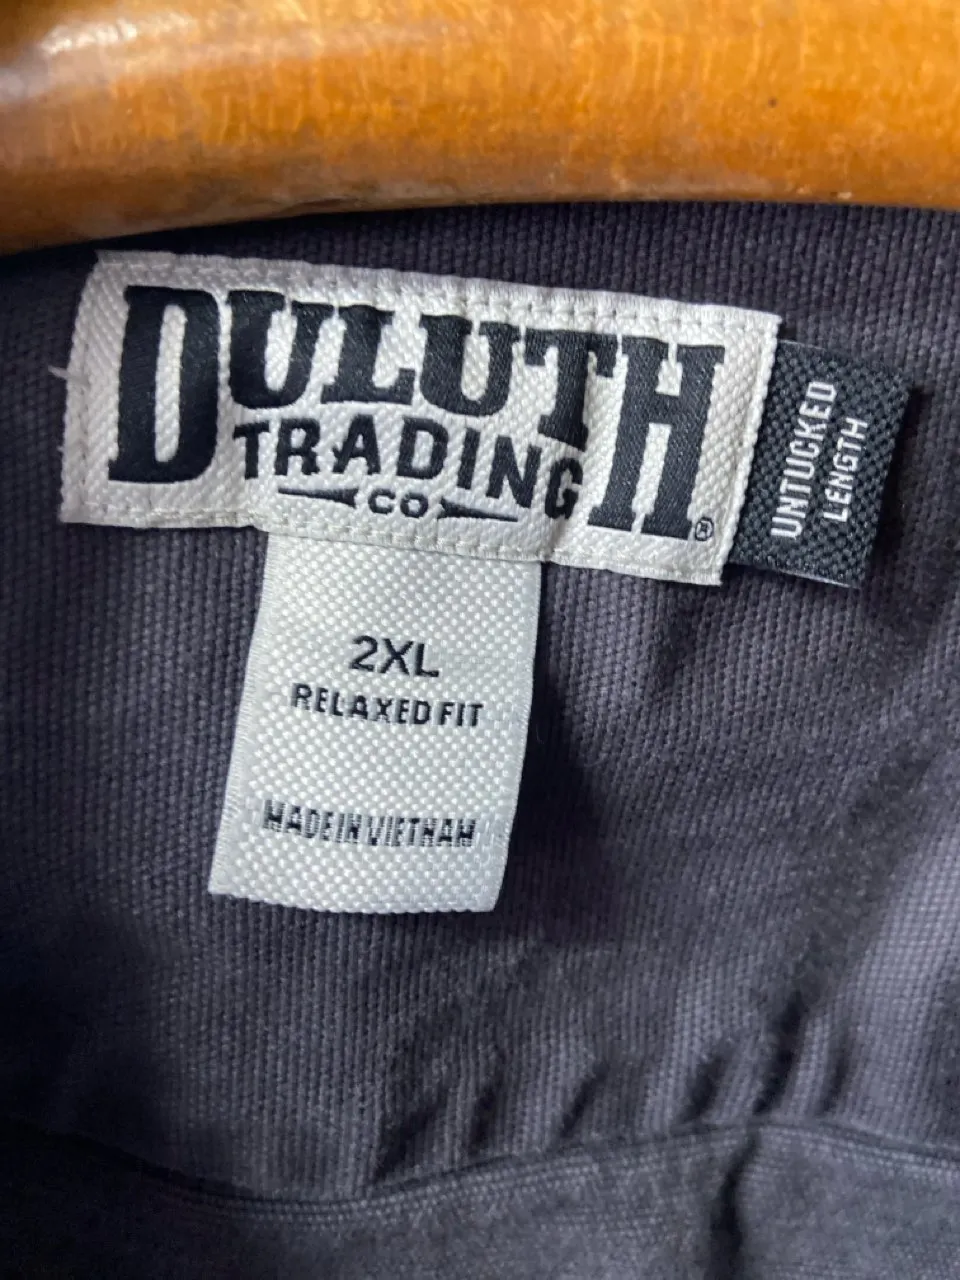 DULUTH
TRADING
CO
®
UNTUCKED
LENGTH
2XL
RELAXED FIT
MADE IN VIETNAM